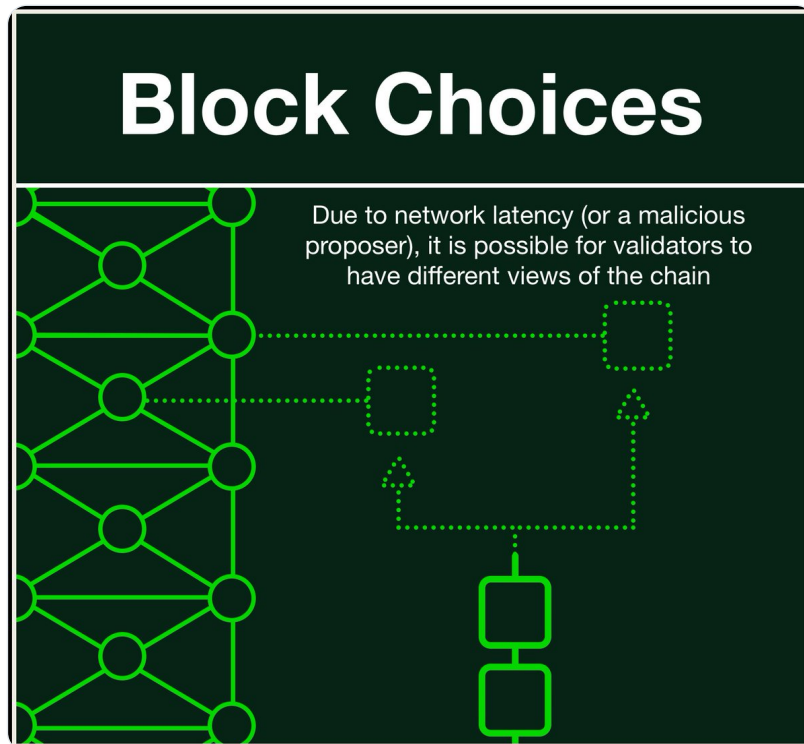 Block Choices
Due to network latency (or a malicious
proposer), it is possible for validators to
have different views of the chain